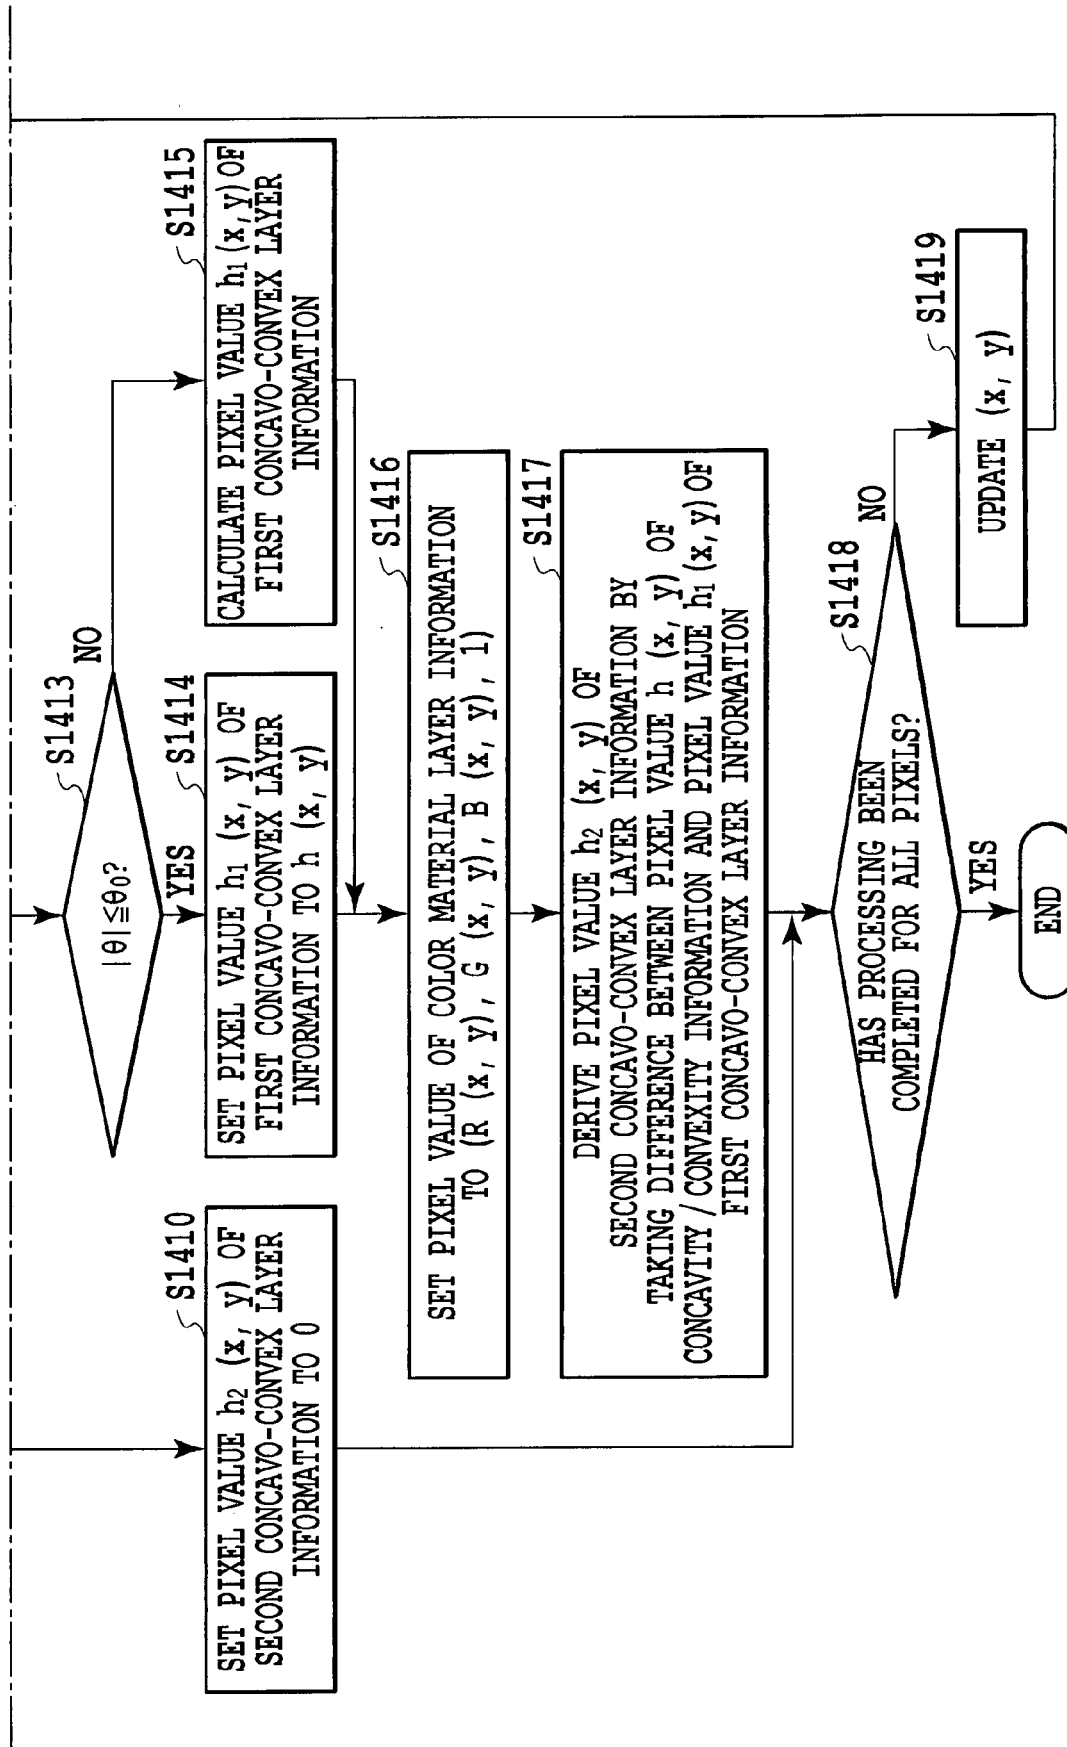 S1413
|θ|≦θ0?
NO
YES
S1410
SET PIXEL VALUE h2 (x, y) OF
SECOND CONCAVO-CONVEX LAYER
INFORMATION TO 0
S1414
SET PIXEL VALUE h1 (x, y) OF
FIRST CONCAVO-CONVEX LAYER
INFORMATION TO h (x, y)
S1415
CALCULATE PIXEL VALUE h1 (x, y) OF
FIRST CONCAVO-CONVEX LAYER
INFORMATION
S1416
SET PIXEL VALUE OF COLOR MATERIAL LAYER INFORMATION
TO (R (x, y), G (x, y), B (x, y), 1)
S1417
DERIVE PIXEL VALUE h2 (x, y) OF
SECOND CONCAVO-CONVEX LAYER INFORMATION BY
TAKING DIFFERENCE BETWEEN PIXEL VALUE h (x, y) OF
CONCAVITY/CONVEXITY INFORMATION AND PIXEL VALUE h1 (x, y) OF
FIRST CONCAVO-CONVEX LAYER INFORMATION
S1418
HAS PROCESSING BEEN
COMPLETED FOR ALL PIXELS?
NO
YES
S1419
UPDATE (x, y)
END